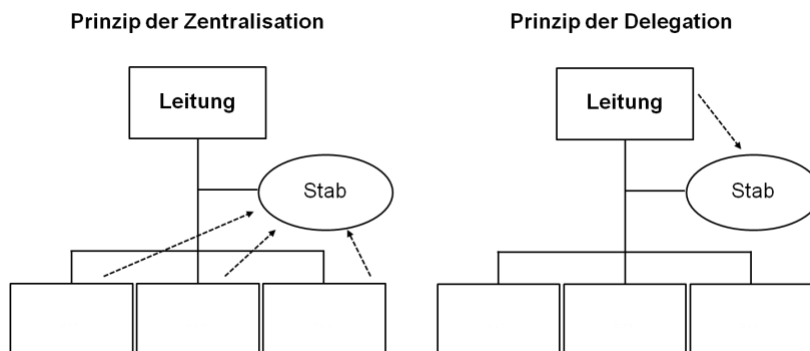 Prinzip der Zentralisation
Leitung
Stab
Prinzip der Delegation
Leitung
Stab